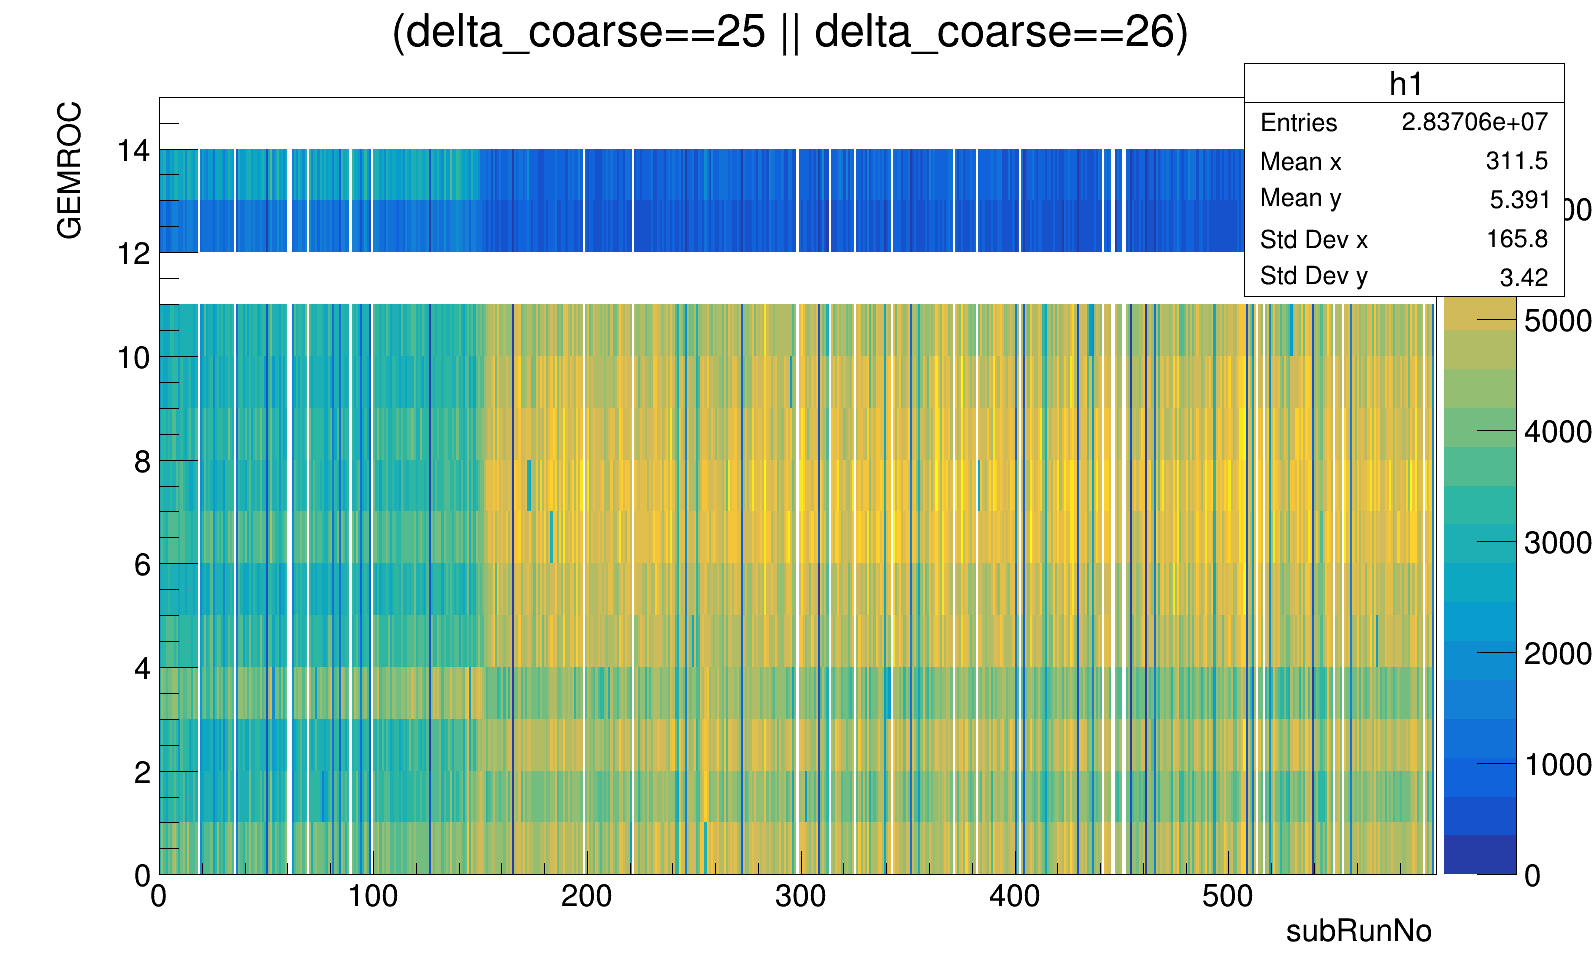 (delta_coarse==25 || delta_coarse==26)
h1
Entries 2.83706e+07
Mean x 311.5
Mean y 5.391
Std Dev x 165.8
Std Dev y 3.42
GEMROC
14
12
10
8
6
4
2
0
0 100 200 300 400 500
subRunNo
5000
4000
3000
2000
1000
0